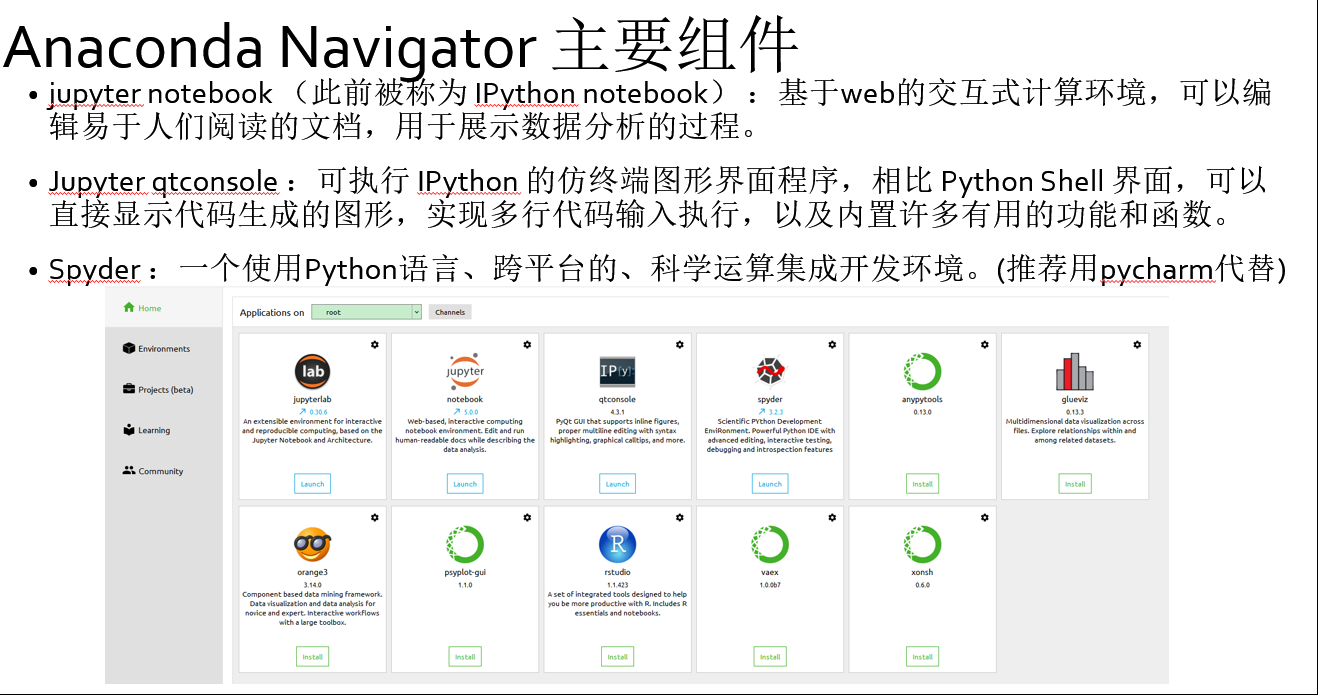 Anaconda Navigator 主要组件
• jupyter notebook （此前被称为 IPython notebook） ： 基于web的交互式计算环境，可以编
辑易于人们阅读的文档，用于展示数据分析的过程。
• Jupyter qtconsole ： 可执行 IPython 的仿终端图形界面程序，相比 Python Shell 界面，可以
直接显示代码生成的图形，实现多行代码输入执行，以及内置许多有用的功能和函数。
• Spyder ： 一个使用Python语言、跨平台的、科学运算集成开发环境。(推荐用pycharm代替)
Home
Environments
Projects (beta)
Learning
Community
Applications on
root
Channels
lab
jupyterlab
0.30.6
An extensible environment for interactive
and reproducible computing, based on the
Jupyter Notebook and Architecture.
Launch
jupyter
notebook
5.0.0
Web-based, interactive computing
notebook environment. Edit and run
human-readable docs while describing the
data analysis.
Launch
IP[y]
qtconsole
4.3.1
PyQt GUI that supports inline figures,
proper multiline editing with syntax
highlighting, graphical calltips, and more.
Launch
spyder
3.2.3
Scientific PYthon Development
EnviRonment. Powerful Python IDE with
advanced editing, interactive testing,
debugging and introspection features
Launch
anypytools
0.13.0
Install
glueviz
0.13.3
Multidimensional data visualization across
files. Explore relationships within and
among related datasets.
Install
orange3
3.14.0
Component based data mining framework.
Data visualization and data analysis for
novice and expert. Interactive workflows
with a large toolbox.
Install
psyplot-gui
1.1.0
Install
R
rstudio
1.1.423
A set of integrated tools designed to help
you be more productive with R. Includes R
essentials and notebooks.
Install
vaex
1.0.0b7
Install
xonsh
0.6.0
Install